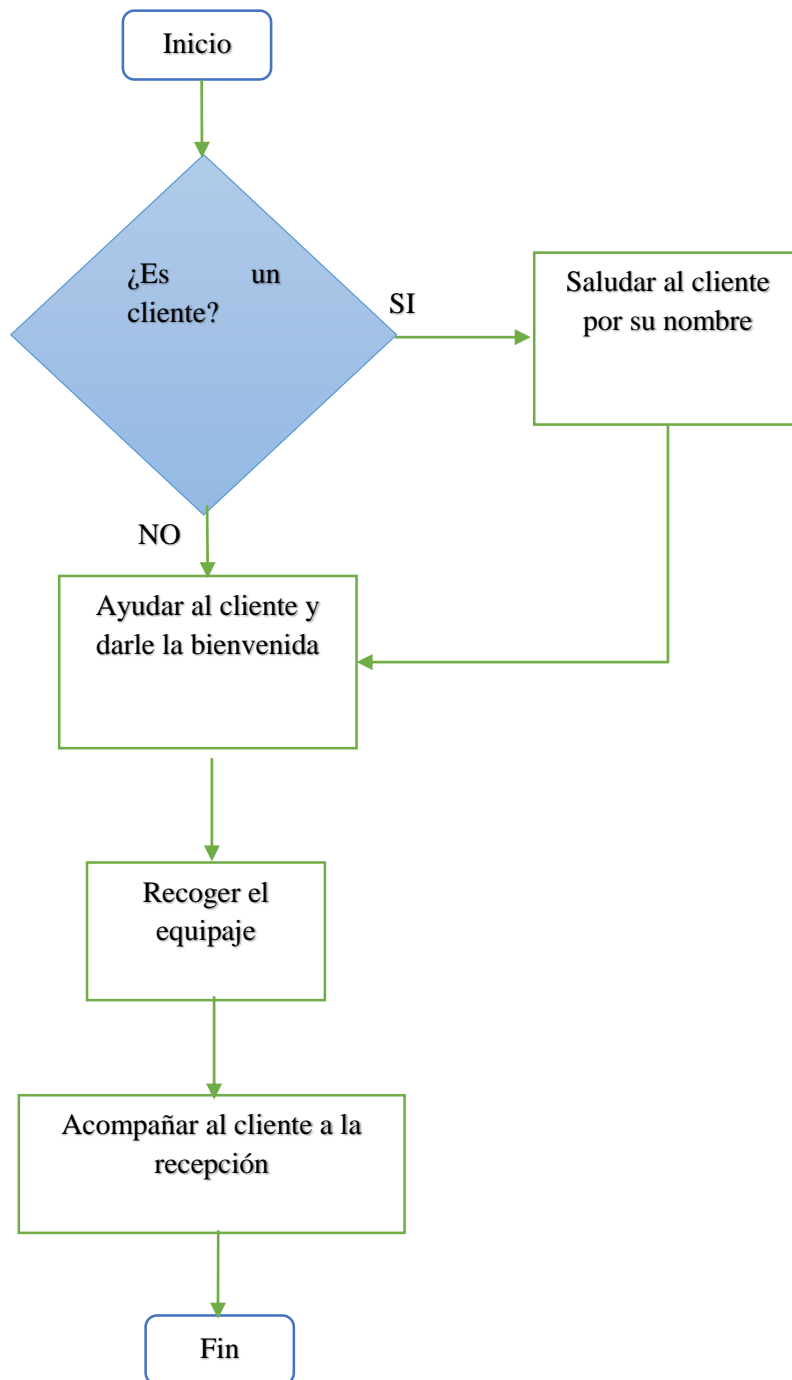 Inicio
¿Es un
cliente?
SI
Saludar al cliente
por su nombre
NO
Ayudar al cliente y
darle la bienvenida
Recoger el
equipaje
Acompañar al cliente a la
recepción
Fin